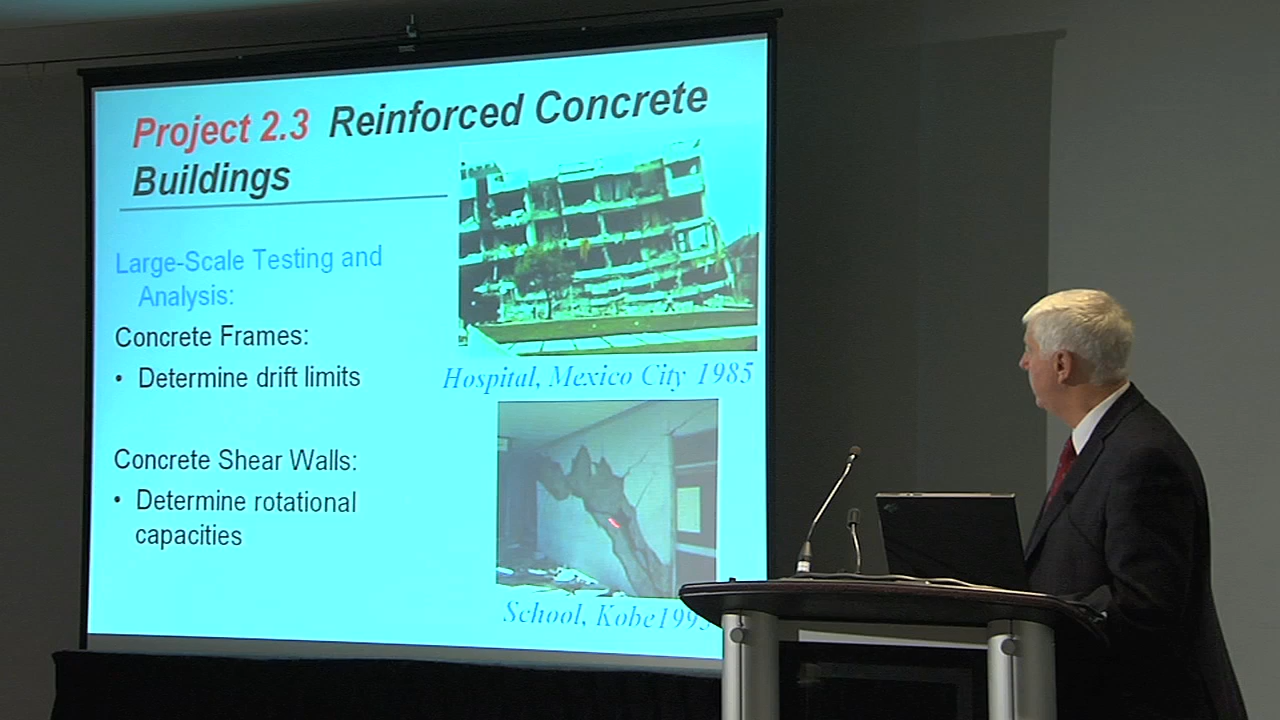 Project 2.3 Reinforced Concrete
Buildings
Large-Scale Testing and
Analysis:
Concrete Frames:
• Determine drift limits
Hospital, Mexico City 1985
Concrete Shear Walls:
• Determine rotational
capacities
School, Kobe